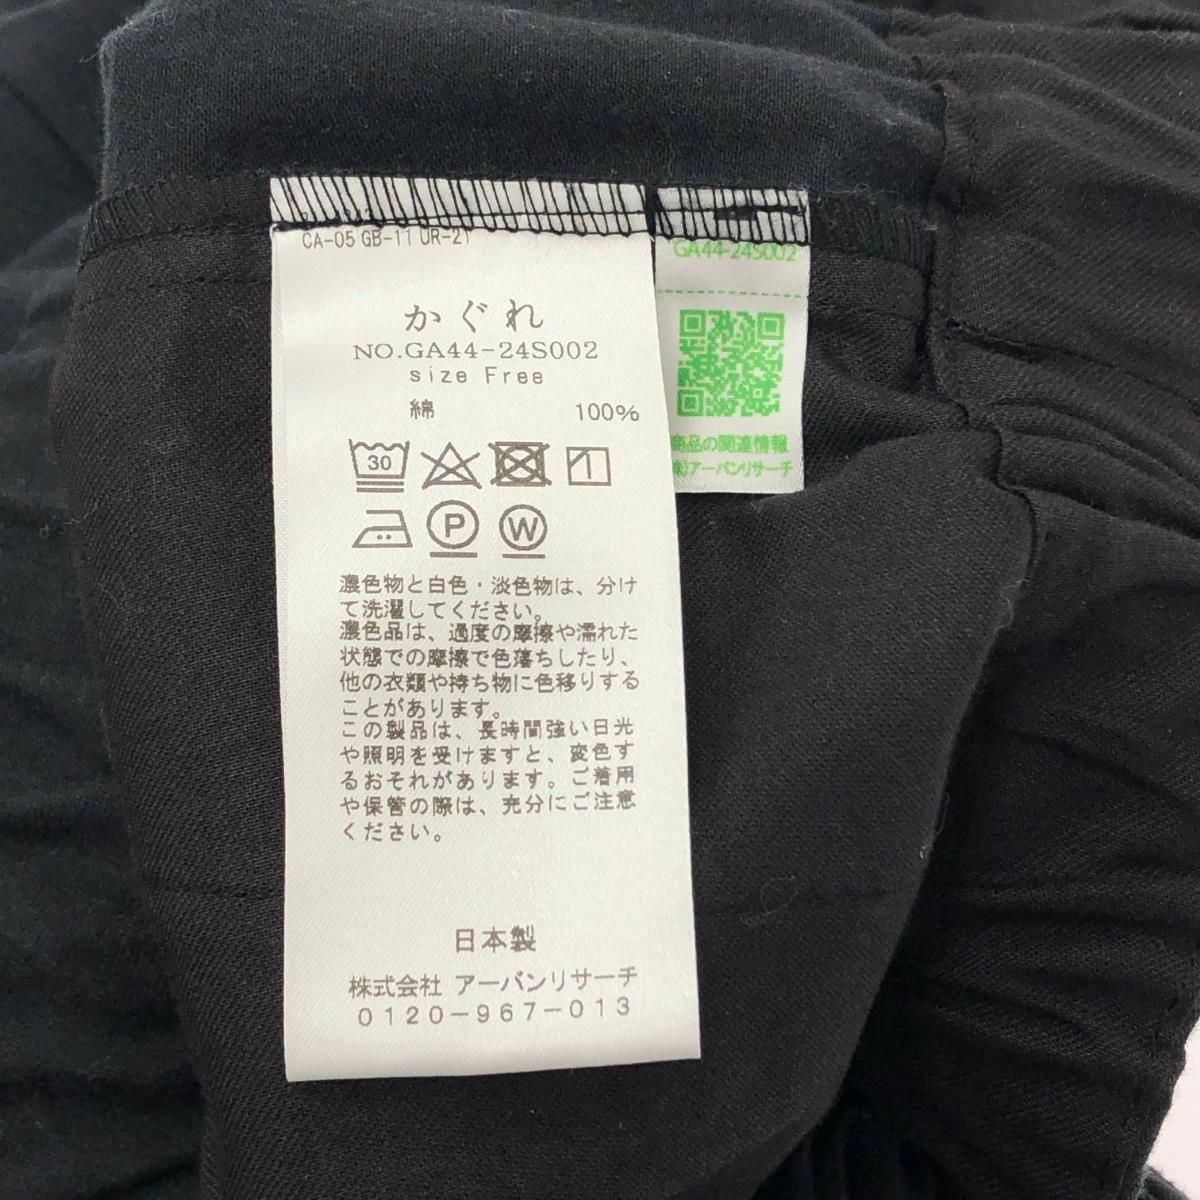 CA-05 GB-11 UR-21
かぐれ
NO.GA44-24S002
size Free
綿 100%
30
P
W
濃色物と白色・淡色物は、分け
て洗濯してください。
濃色品は、過度の摩擦や濡れた
状態での摩擦で色落ちしたり、
他の衣類や持ち物に色移りする
ことがあります。
この製品は、長時間強い日光
や照明を受けますと、変色す
るおそれがあります。ご着用
や保管の際は、充分にご注意
ください。
日本製
株式会社 アーバンリサーチ
0120-967-013
GA44-24S002
商品の関連情報
㈱アーバンリサーチ